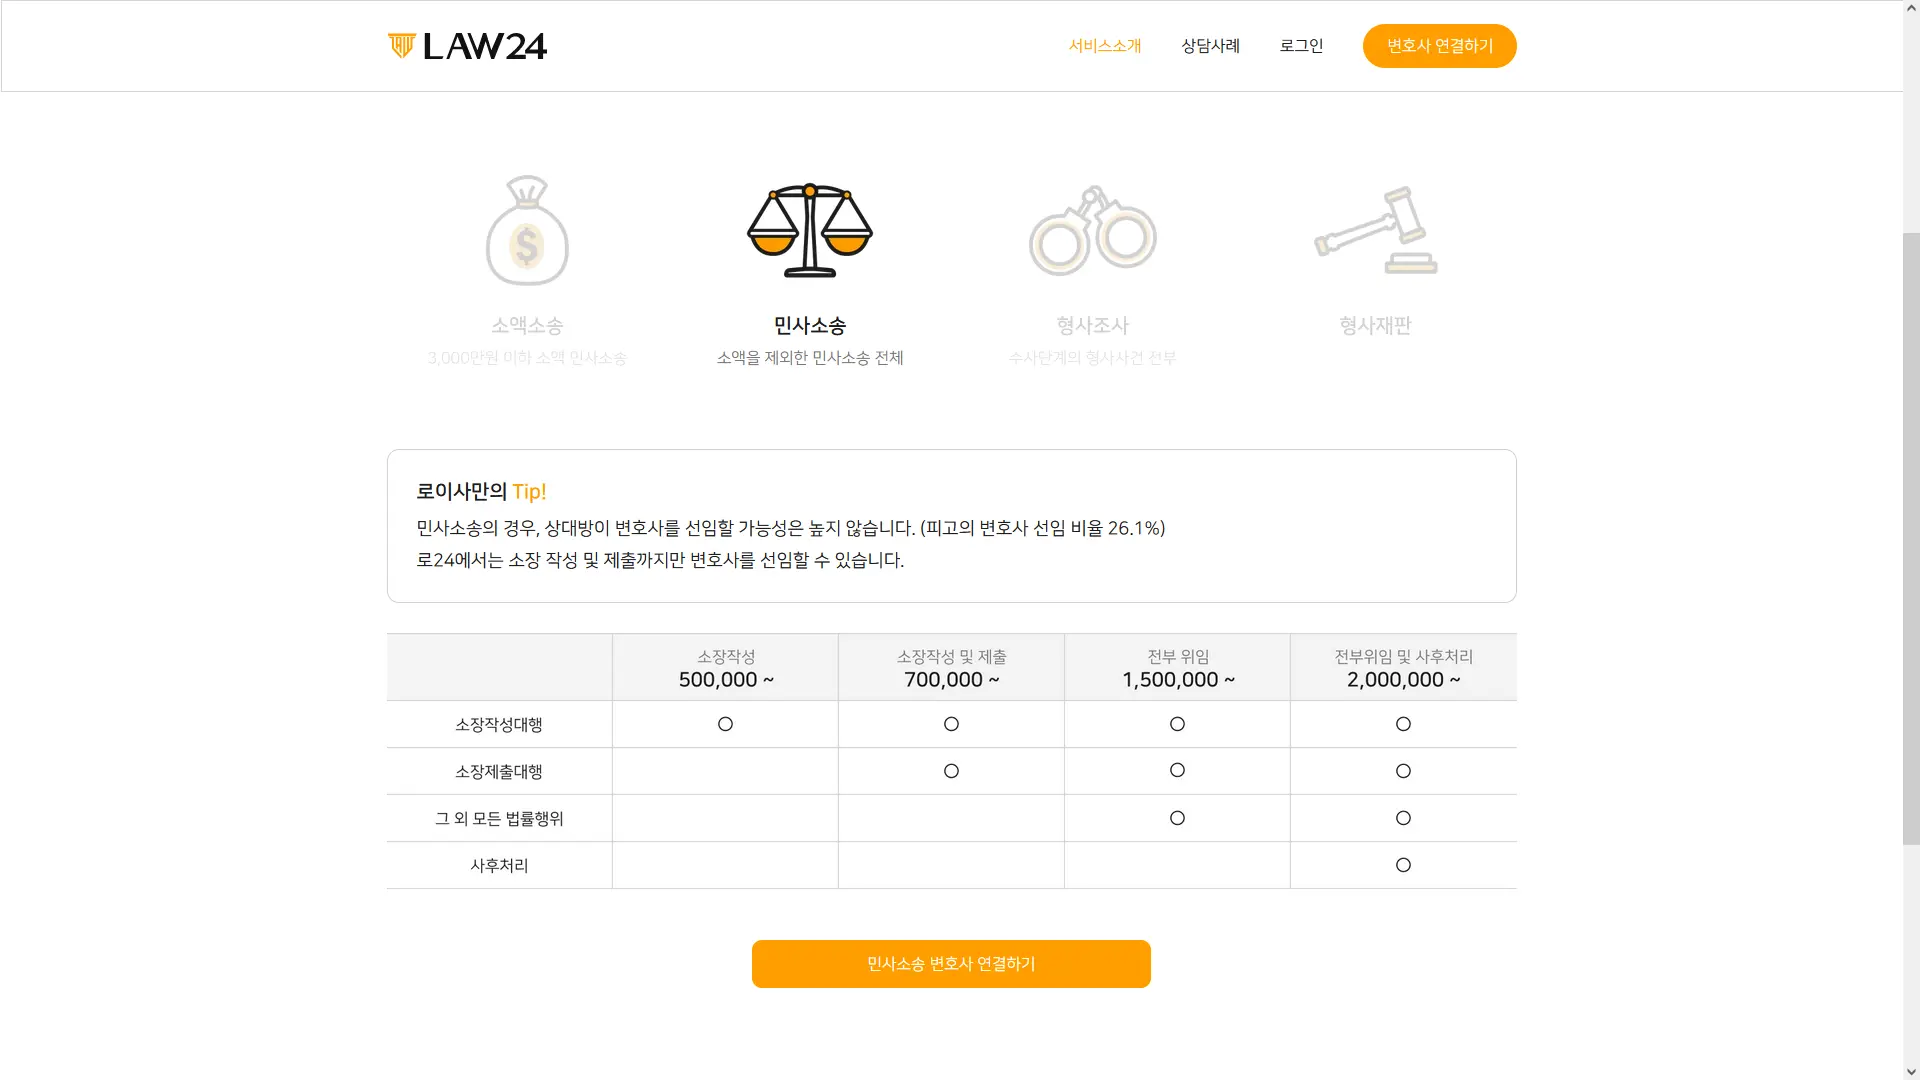 LAW24
서비스소개
상담사례
로그인
변호사 연결하기
$
소액소송
3,000만원 이하 소액 민사소송
민사소송
소액을 제외한 민사소송 전체
형사조사
수사단계의 형사사건 전부
형사재판
로이사만의 Tip!
민사소송의 경우, 상대방이 변호사를 선임할 가능성은 높지 않습니다. (피고의 변호사 선임 비율 26.1%)
로24에서는 소장 작성 및 제출까지만 변호사를 선임할 수 있습니다.
소장작성
500,000 ~
소장작성 및 제출
700,000 ~
전부 위임
1,500,000 ~
전부위임 및 사후처리
2,000,000 ~
소장작성대행 ○ ○ ○ ○
소장제출대행 ○ ○ ○
그 외 모든 법률행위 ○ ○
사후처리 ○
민사소송 변호사 연결하기